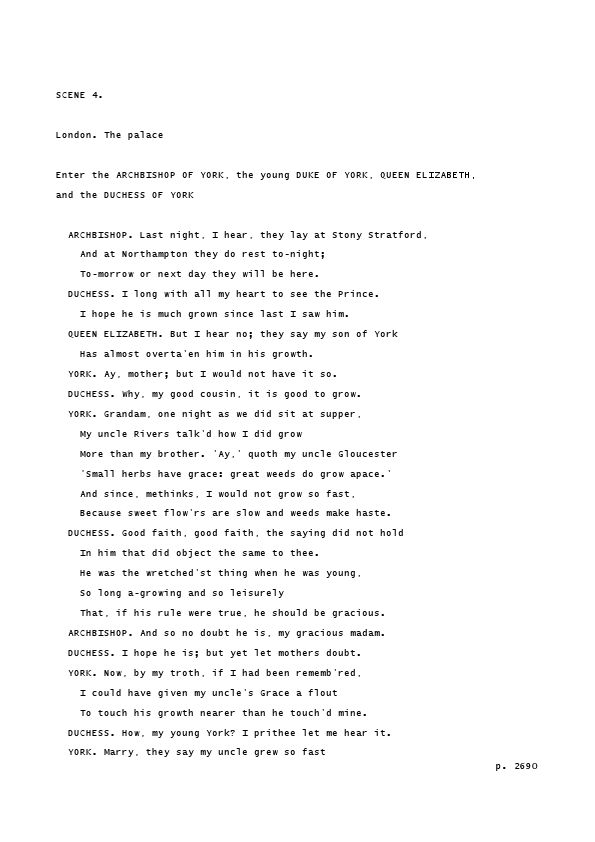 SCENE 4.
London. The palace
Enter the ARCHBISHOP OF YORK, the young DUKE OF YORK, QUEEN ELIZABETH,
and the DUCHESS OF YORK
ARCHBISHOP. Last night, I hear, they lay at Stony Stratford,
And at Northampton they do rest to-night;
To-morrow or next day they will be here.
DUCHESS. I long with all my heart to see the Prince.
I hope he is much grown since last I saw him.
QUEEN ELIZABETH. But I hear no; they say my son of York
Has almost overta'en him in his growth.
YORK. Ay, mother; but I would not have it so.
DUCHESS. Why, my good cousin, it is good to grow.
YORK. Grandam, one night as we did sit at supper,
My uncle Rivers talk'd how I did grow
More than my brother. 'Ay,' quoth my uncle Gloucester
'Small herbs have grace: great weeds do grow apace.'
And since, methinks, I would not grow so fast,
Because sweet flow'rs are slow and weeds make haste.
DUCHESS. Good faith, good faith, the saying did not hold
In him that did object the same to thee.
He was the wretched'st thing when he was young,
So long a-growing and so leisurely
That, if his rule were true, he should be gracious.
ARCHBISHOP. And so no doubt he is, my gracious madam.
DUCHESS. I hope he is; but yet let mothers doubt.
YORK. Now, by my troth, if I had been rememb'red,
I could have given my uncle's Grace a flout
To touch his growth nearer than he touch'd mine.
DUCHESS. How, my young York? I prithee let me hear it.
YORK. Marry, they say my uncle grew so fast
p. 2690